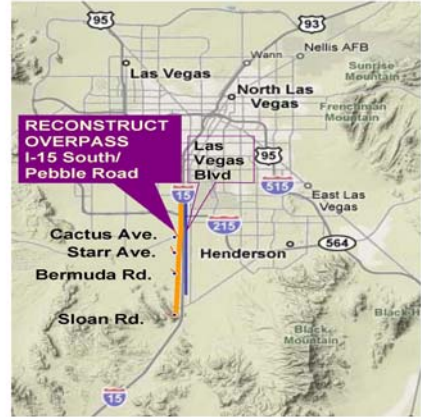 95
93
Wann
Nellis AFB
Las Vegas
Sunrise
Mountain
North Las
Vegas
Frenchman
Mountain
RECONSTRUCT
OVERPASS
I-15 South/
Pebble Road
Las
Vegas
Blvd
95
515
15
East Las
Vegas
215
Cactus Ave.
Starr Ave.
Henderson
564
Bermuda Rd.
Sloan Rd.
Black
Mountain
Black H
15